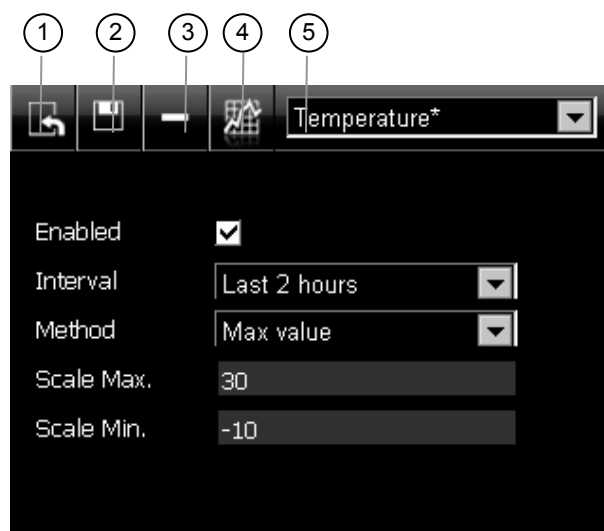 1 2 3 4 5
Temperature*
Enabled
Interval Last 2 hours
Method Max value
Scale Max. 30
Scale Min. -10